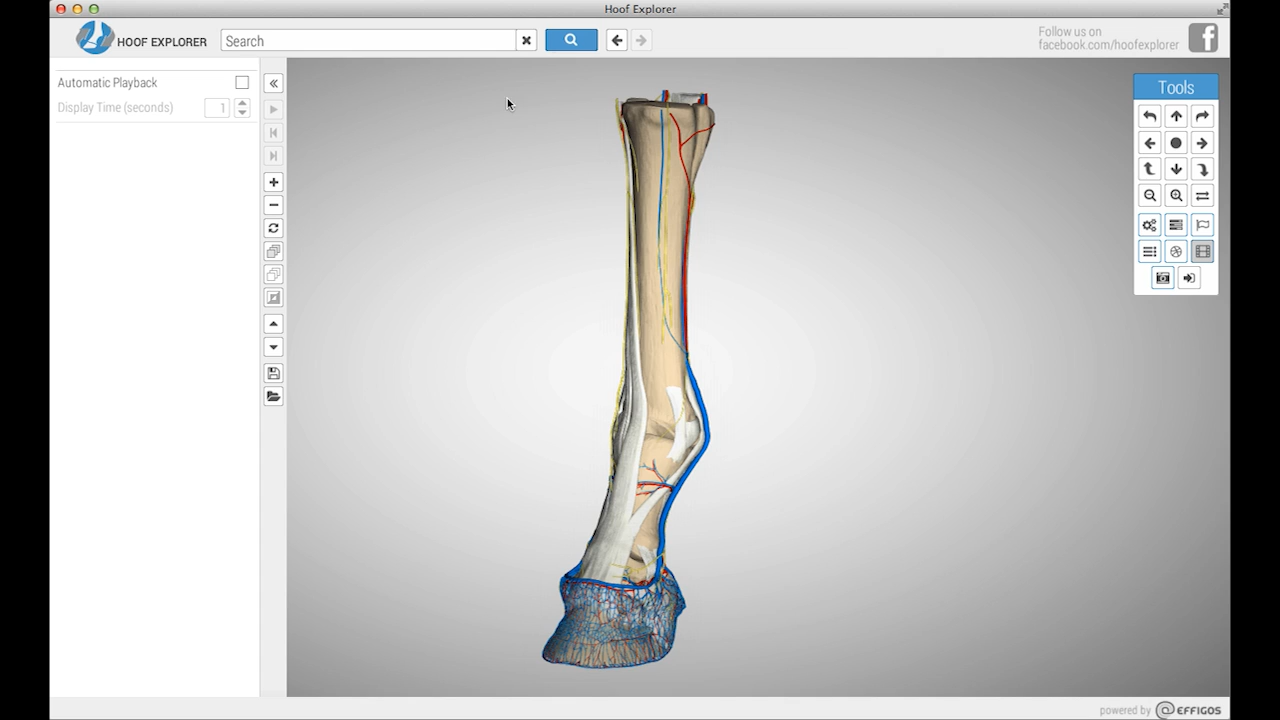 Hoof Explorer
HOOF EXPLORER
Search
Follow us on
facebook.com/hoofexplorer
f
Automatic Playback
Display Time (seconds)
1
Tools
powered by EFFIGOS